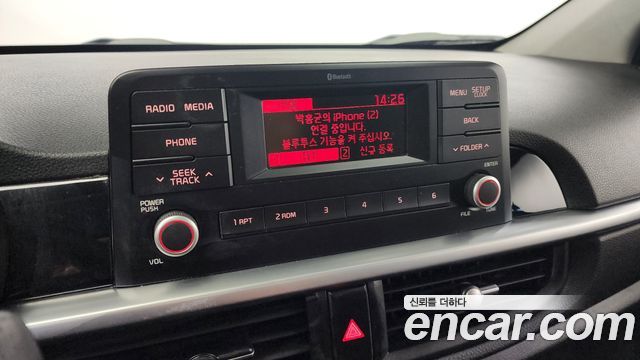 Bluetooth
RADIO MEDIA
14:26
MENU SETUP
CLOCK
박홍균의 iPhone (2)
연결 중입니다.
블루투스 기능을 켜 주십시오.
2 신규 등록
PHONE
BACK
SEEK
TRACK
FOLDER
ENTER
POWER
PUSH
VOL
1 RPT
2 RDM
3
4
5
6
FILE
TUNE
신뢰를 더하다
encar.com